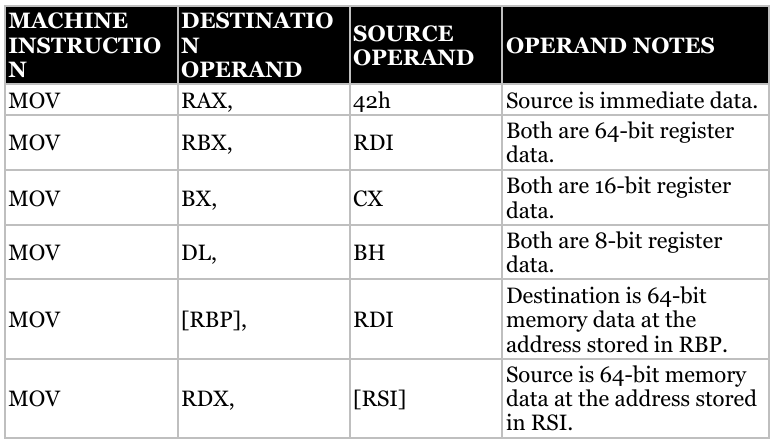 MACHINE INSTRUCTIO N DESTINATIO N OPERAND SOURCE OPERAND OPERAND NOTES
MOV RAX, 42h Source is immediate data.
MOV RBX, RDI Both are 64-bit register data.
MOV BX, CX Both are 16-bit register data.
MOV DL, BH Both are 8-bit register data.
MOV [RBP], RDI Destination is 64-bit memory data at the address stored in RBP.
MOV RDX, [RSI] Source is 64-bit memory data at the address stored in RSI.